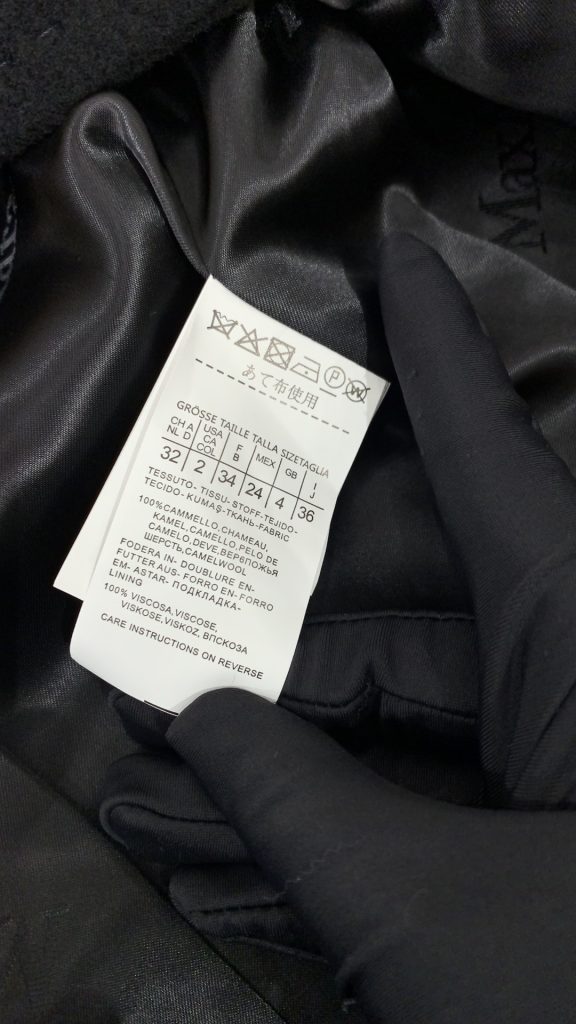 Max
P W
あて布使用
GRÖSSE TAILLE TALLA SIZETAGLIA
CH A NL D USA CA COL F B MEX GB I J
32 2 34 24 4 36
TESSUTO- TISSU- STOFF-TEJIDO-
TECIDO- KUMAŞ-ТКАНЬ-FABRIC
100%CAMMELLO,CHAMEAU,
KAMEL,CAMELLO,PELO DE
CAMELO,DEVE,ВЕРблЮЖЬЯ
ШЕРСТЬ,CAMELWOOL
FODERA IN- DOUBLURE EN-
FUTTER AUS- FORRO EN-FORRO
EM- ASTAR- ПОДКЛАДКА-
LINING
100% VISCOSA,VISCOSE,
VISKOSE,VISKOZ, ВПСКОЗА
CARE INSTRUCTIONS ON REVERSE